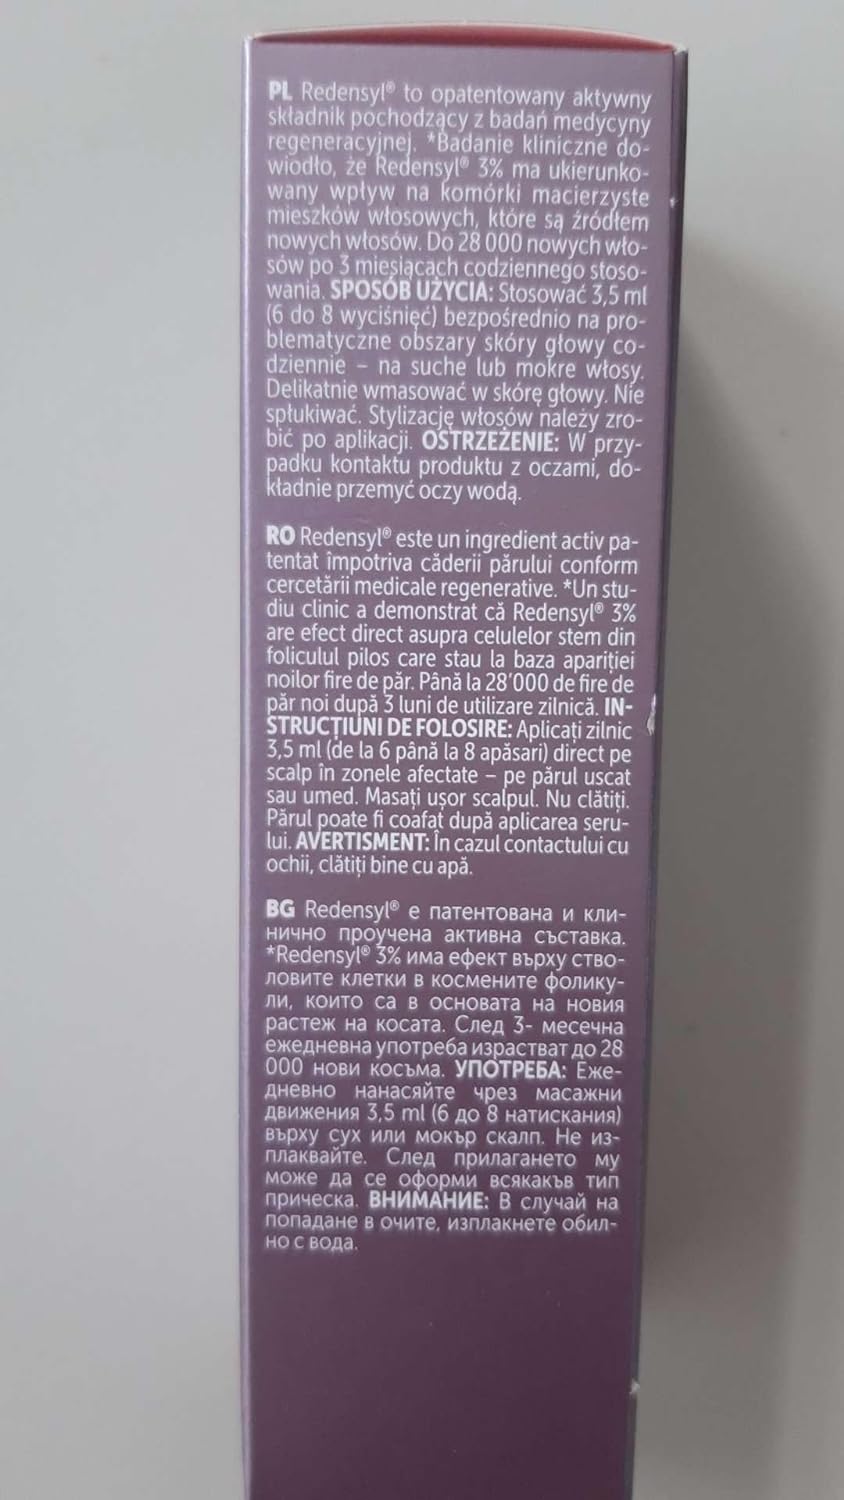 PL Redensyl® to opatentowany aktywny
składnik pochodzący z badań medycyny
regeneracyjnej. *Badanie kliniczne do-
wiodło, że Redensyl® 3% ma ukierunko-
wany wpływ na komórki macierzyste
mieszków włosowych, które są źródłem
nowych włosów. Do 28 000 nowych wło-
sów po 3 miesiącach codziennego stoso-
wania. SPOSÓB UŻYCIA: Stosować 3,5 ml
(6 do 8 wyciśnięć) bezpośrednio na pro-
blematyczne obszary skóry głowy co-
dziennie – na suche lub mokre włosy.
Delikatnie wmasować w skórę głowy. Nie
spłukiwać. Stylizację włosów należy zro-
bić po aplikacji. OSTRZEŻENIE: W przy-
padku kontaktu produktu z oczami, do-
kładnie przemyć oczy wodą.
RO Redensyl® este un ingredient activ pa-
tentat împotriva căderii părului conform
cercetării medicale regenerative. *Un stu-
diu clinic a demonstrat că Redensyl® 3%
are efect direct asupra celulelor stem din
foliculul pilos care stau la baza apariției
noilor fire de păr. Până la 28'000 de fire de
păr noi după 3 luni de utilizare zilnică. IN-
STRUCȚIUNI DE FOLOSIRE: Aplicați zilnic
3,5 ml (de la 6 până la 8 apăsari) direct pe
scalp în zonele afectate – pe părul uscat
sau umed. Masați ușor scalpul. Nu clătiți.
Părul poate fi coafat după aplicarea seru-
lui. AVERTISMENT: În cazul contactului cu
ochii, clătiți bine cu apă.
BG Redensyl® е патентована и кли-
нично проучена активна съставка.
*Redensyl® 3% има ефект върху ство-
ловите клетки в космените фолику-
ли, които са в основата на новия
растеж на косата. След 3- месечна
ежедневна употреба израстват до 28
000 нови косъма. УПОТРЕБА: Еже-
дневно нанасяйте чрез масажни
движения 3,5 ml (6 до 8 натискания)
върху сух или мокър скалп. Не из-
плаквайте. След прилагането му
може да се оформи всякакъв тип
прическа. ВНИМАНИЕ: В случай на
попадане в очите, изплакнете обил-
но с вода.